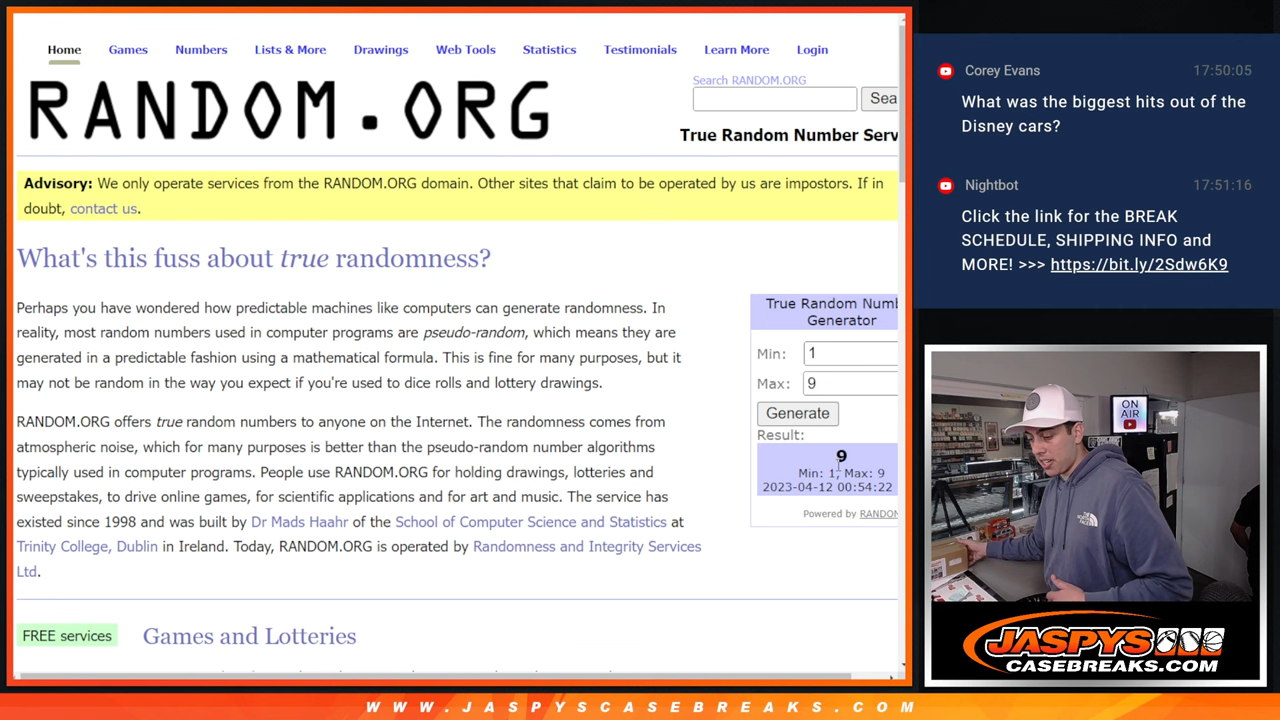 Home Games Numbers Lists & More Drawings Web Tools Statistics Testimonials Learn More Login
RANDOM.ORG
Search RANDOM.ORG
Sea
True Random Number Serv
Advisory: We only operate services from the RANDOM.ORG domain. Other sites that claim to be operated by us are impostors. If in
doubt, contact us.
What's this fuss about true randomness?
Perhaps you have wondered how predictable machines like computers can generate randomness. In
reality, most random numbers used in computer programs are pseudo-random, which means they are
generated in a predictable fashion using a mathematical formula. This is fine for many purposes, but it
may not be random in the way you expect if you're used to dice rolls and lottery drawings.
RANDOM.ORG offers true random numbers to anyone on the Internet. The randomness comes from
atmospheric noise, which for many purposes is better than the pseudo-random number algorithms
typically used in computer programs. People use RANDOM.ORG for holding drawings, lotteries and
sweepstakes, to drive online games, for scientific applications and for art and music. The service has
existed since 1998 and was built by Dr Mads Haahr of the School of Computer Science and Statistics at
Trinity College, Dublin in Ireland. Today, RANDOM.ORG is operated by Randomness and Integrity Services
Ltd.
True Random Numb
Generator
Min: 1
Max: 9
Generate
Result:
9
Min: 1, Max: 9
2023-04-12 00:54:22
Powered by RANDOM
FREE services
Games and Lotteries
Corey Evans 17:50:05
What was the biggest hits out of the
Disney cars?
Nightbot 17:51:16
Click the link for the BREAK
SCHEDULE, SHIPPING INFO and
MORE! >>> https://bit.ly/2Sdw6K9
ON
AIR
THE
NORTH
FACE
JASPYS
CASEBREAKS.COM
WWW.JASPYSCASEBREAKS.COM